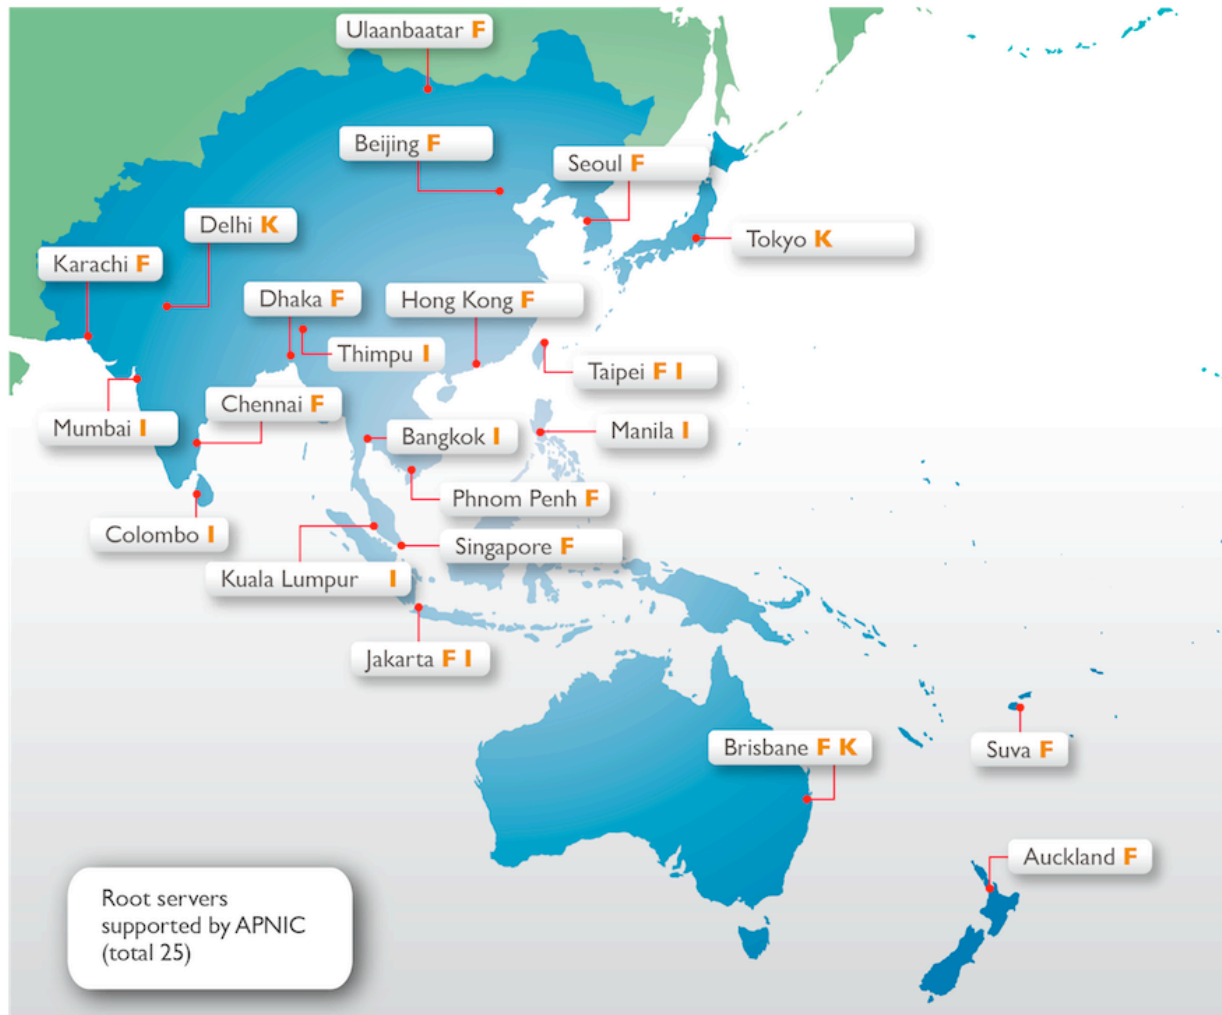 Ulaanbaatar F
Beijing F
Seoul F
Delhi K
Tokyo K
Karachi F
Dhaka F
Hong Kong F
Thimpu I
Taipei F I
Chennai F
Mumbai I
Bangkok I
Manila I
Phnom Penh F
Colombo I
Singapore F
Kuala Lumpur I
Jakarta F I
Brisbane F K
Suva F
Auckland F
Root servers
supported by APNIC
(total 25)